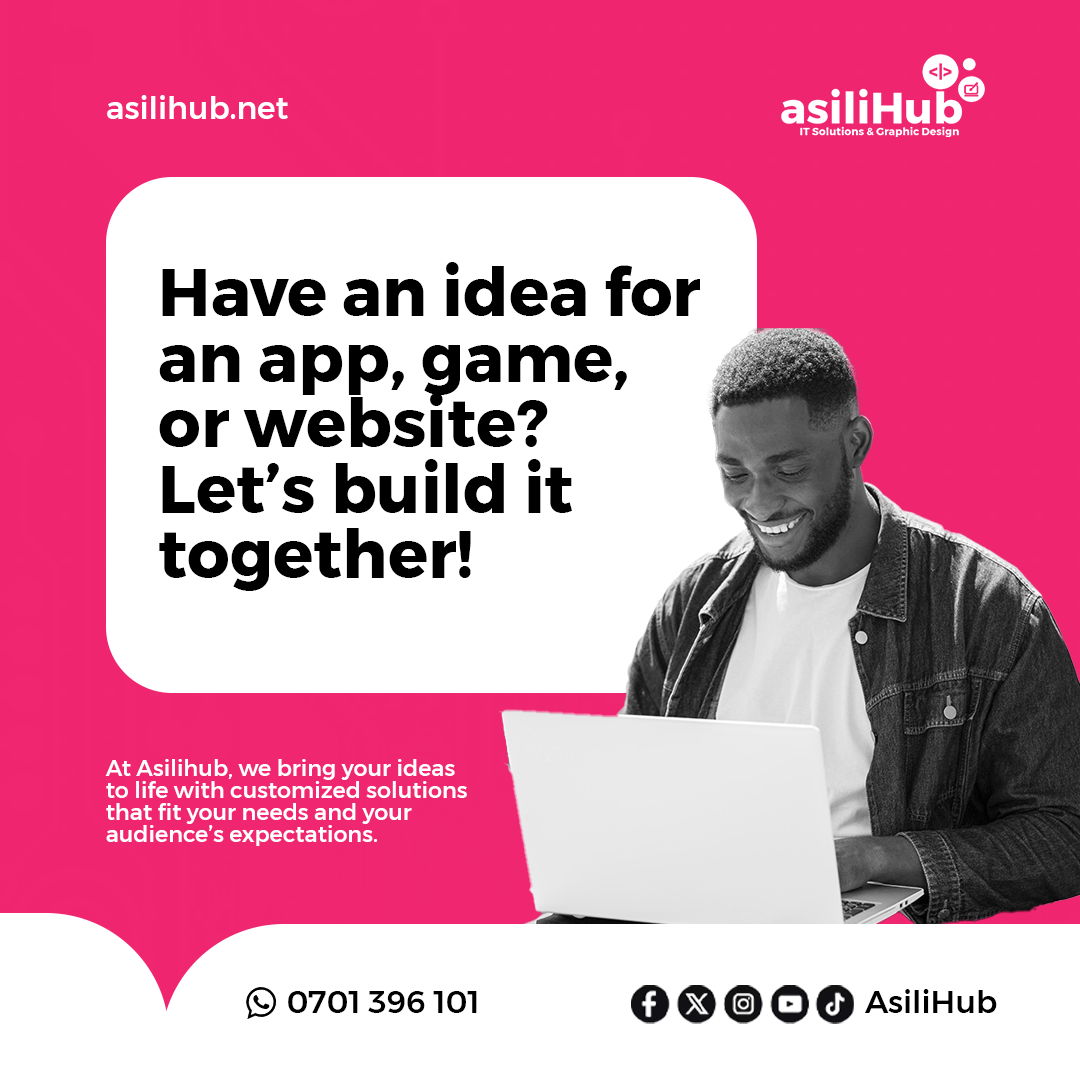 asilihub.net
asiliHub
IT Solutions & Graphic Design
Have an idea for
an app, game,
or website?
Let's build it
together!
At Asilihub, we bring your ideas
to life with customized solutions
that fit your needs and your
audience's expectations.
0701 396 101
AsiliHub